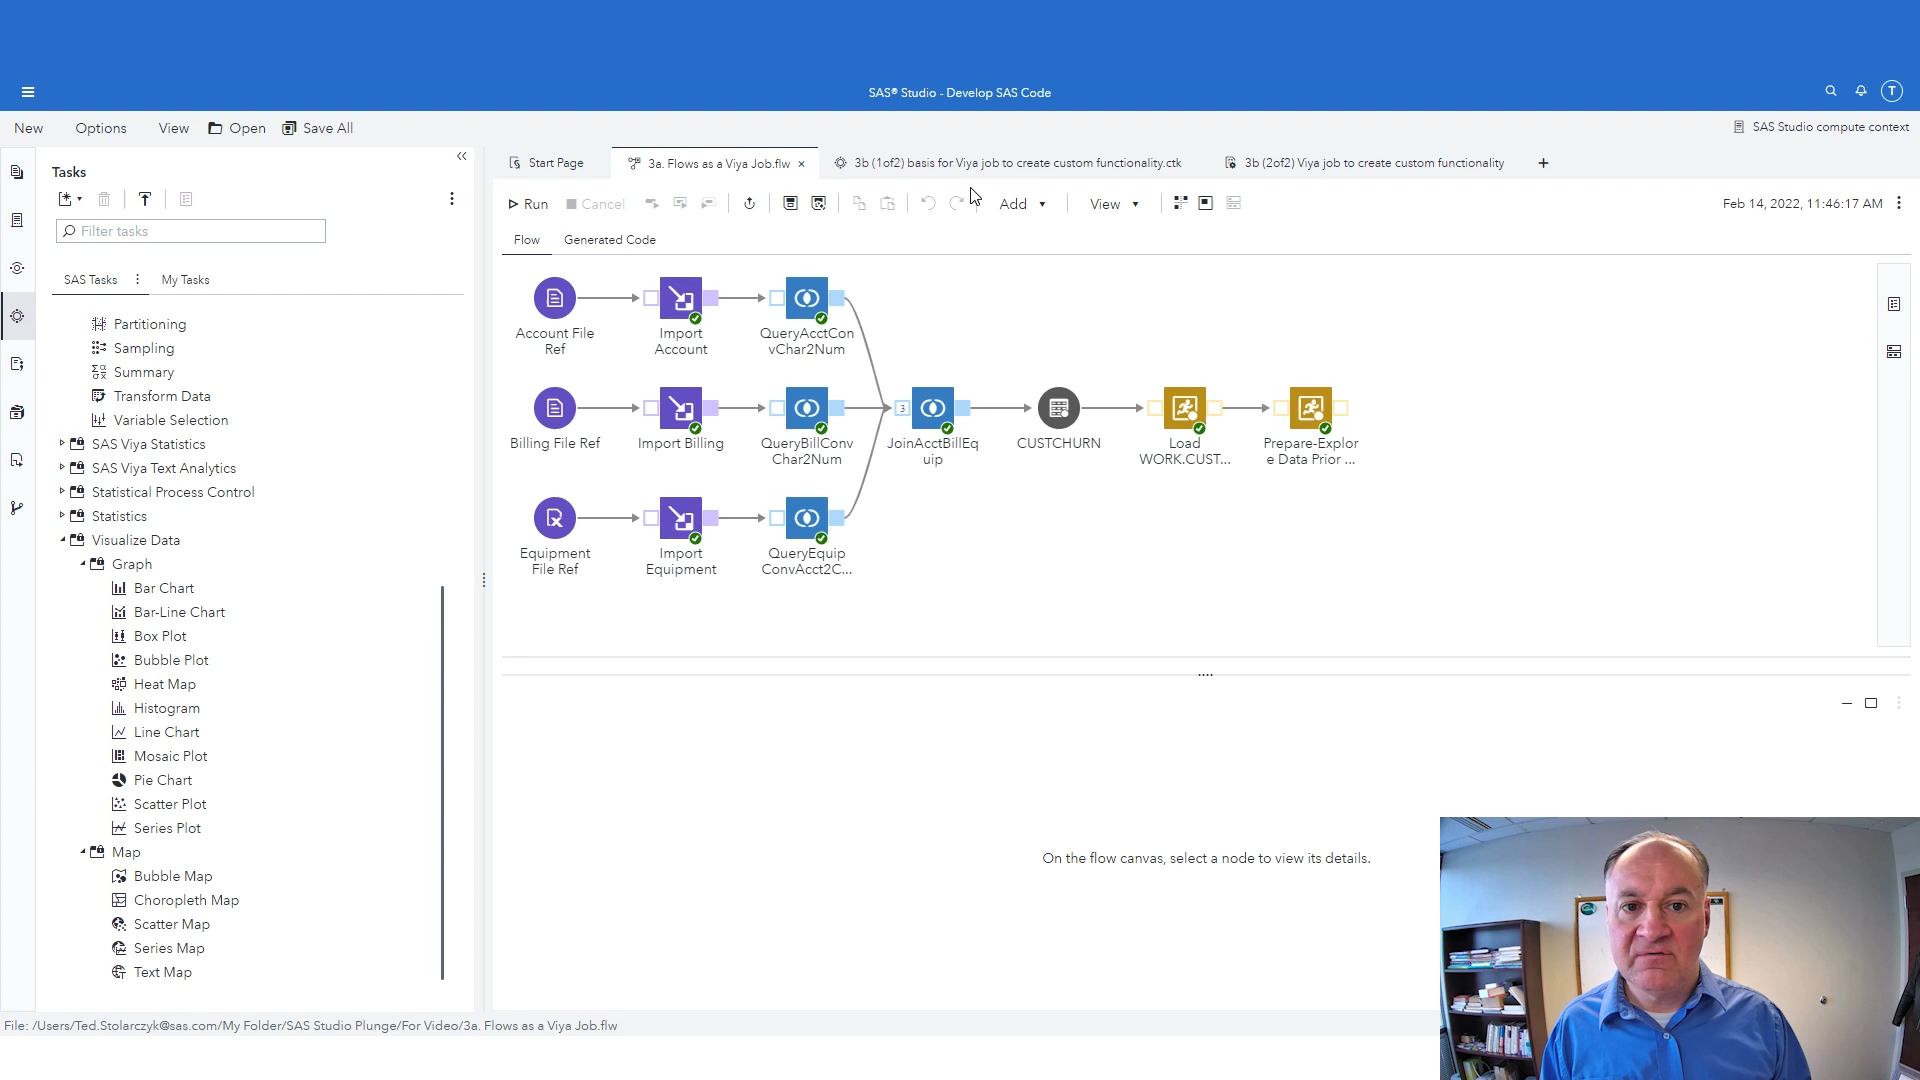 SAS® Studio - Develop SAS Code
T
New Options View Open Save All
SAS Studio compute context
Tasks
Filter tasks
SAS Tasks
My Tasks
Partitioning
Sampling
Summary
Transform Data
Variable Selection
SAS Viya Statistics
SAS Viya Text Analytics
Statistical Process Control
Statistics
Visualize Data
Graph
Bar Chart
Bar-Line Chart
Box Plot
Bubble Plot
Heat Map
Histogram
Line Chart
Mosaic Plot
Pie Chart
Scatter Plot
Series Plot
Map
Bubble Map
Choropleth Map
Scatter Map
Series Map
Text Map
Start Page
3a. Flows as a Viya Job.flw
3b (1of2) basis for Viya job to create custom functionality.ctk
3b (2of2) Viya job to create custom functionality
Run Cancel Add View
Feb 14, 2022, 11:46:17 AM
Flow Generated Code
Account File
Ref
Import
Account
QueryAcctCon
vChar2Num
Billing File Ref
Import Billing
QueryBillConv
Char2Num
3
JoinAcctBillEq
uip
CUSTCHURN
Load
WORK.CUST...
Prepare-Explor
e Data Prior ...
Equipment
File Ref
Import
Equipment
QueryEquip
ConvAcct2C...
On the flow canvas, select a node to view its details.
File: /Users/Ted.Stolarczyk@sas.com/My Folder/SAS Studio Plunge/For Video/3a. Flows as a Viya Job.flw